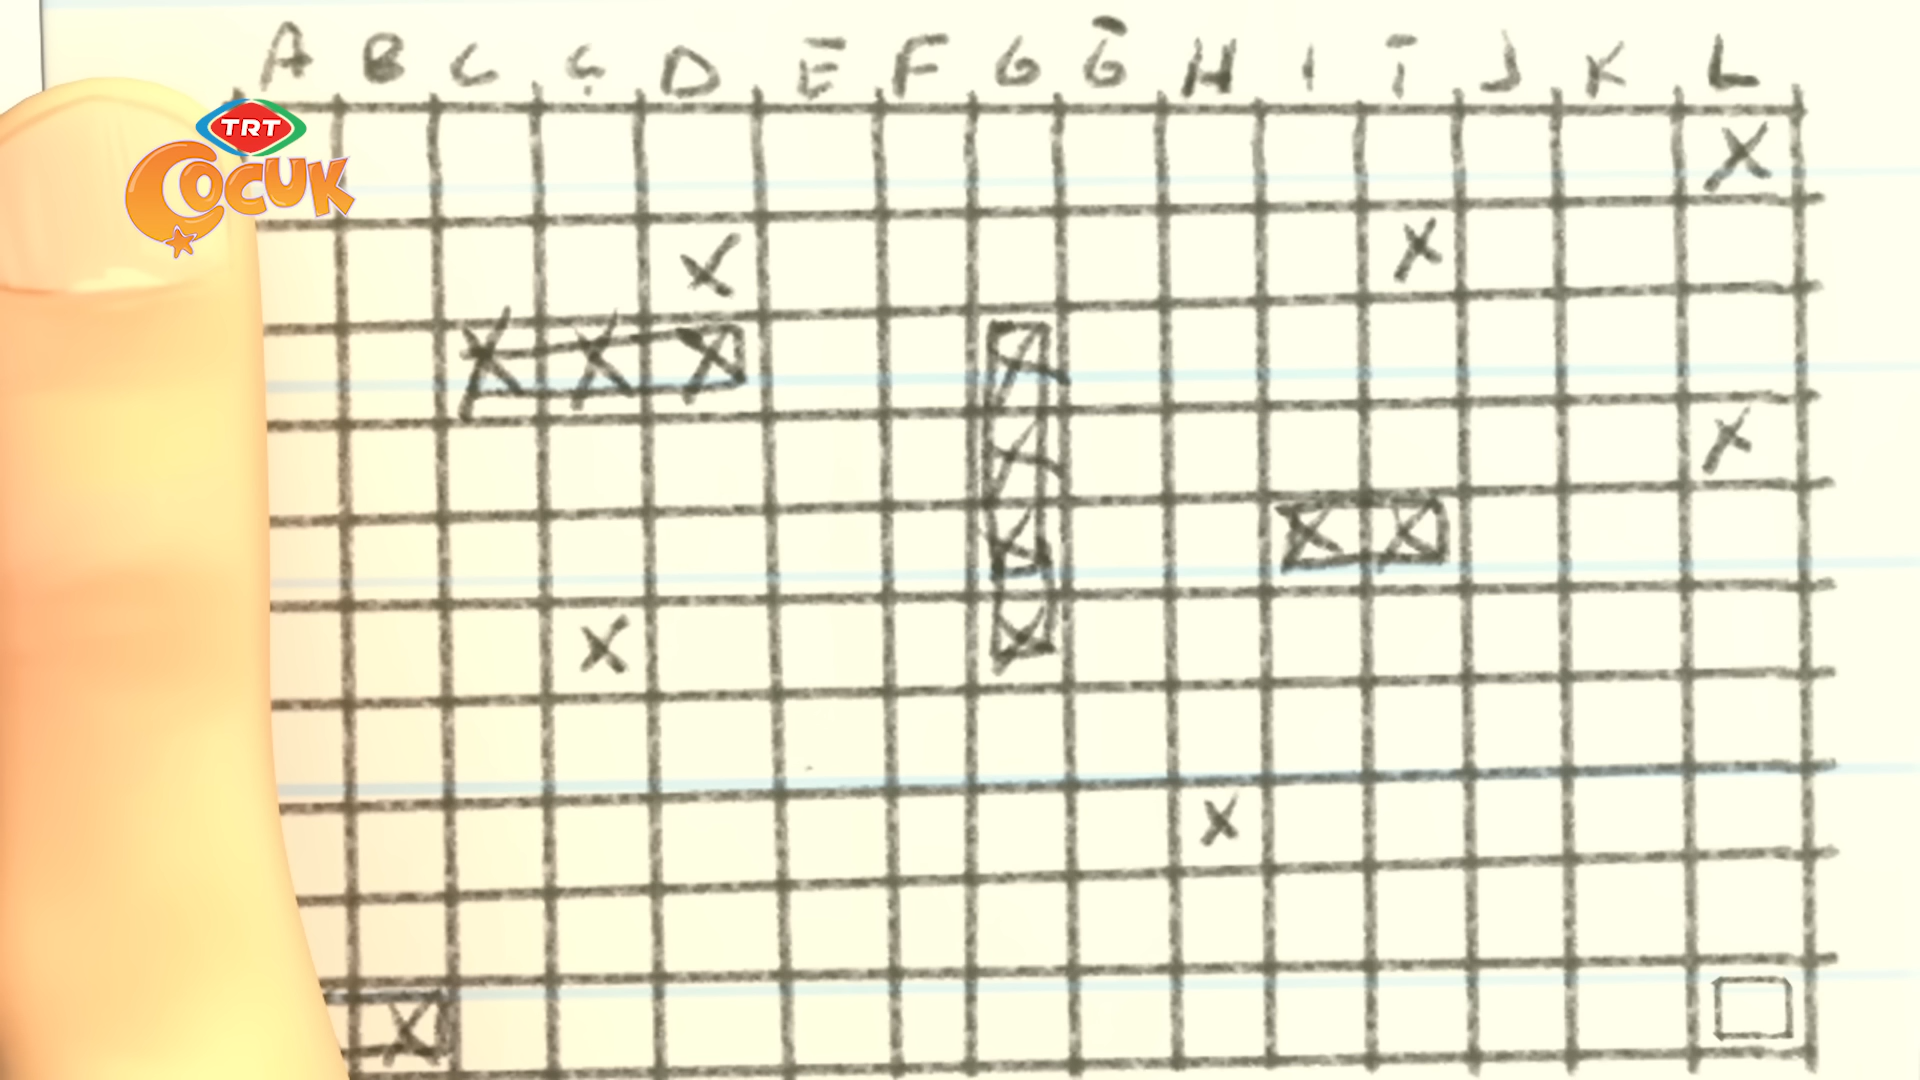 A B C Ç D E F G Ğ H I İ J K L
TRT
ÇOCUK
X
X X
X X X X
X X
X X X
X X
X
X